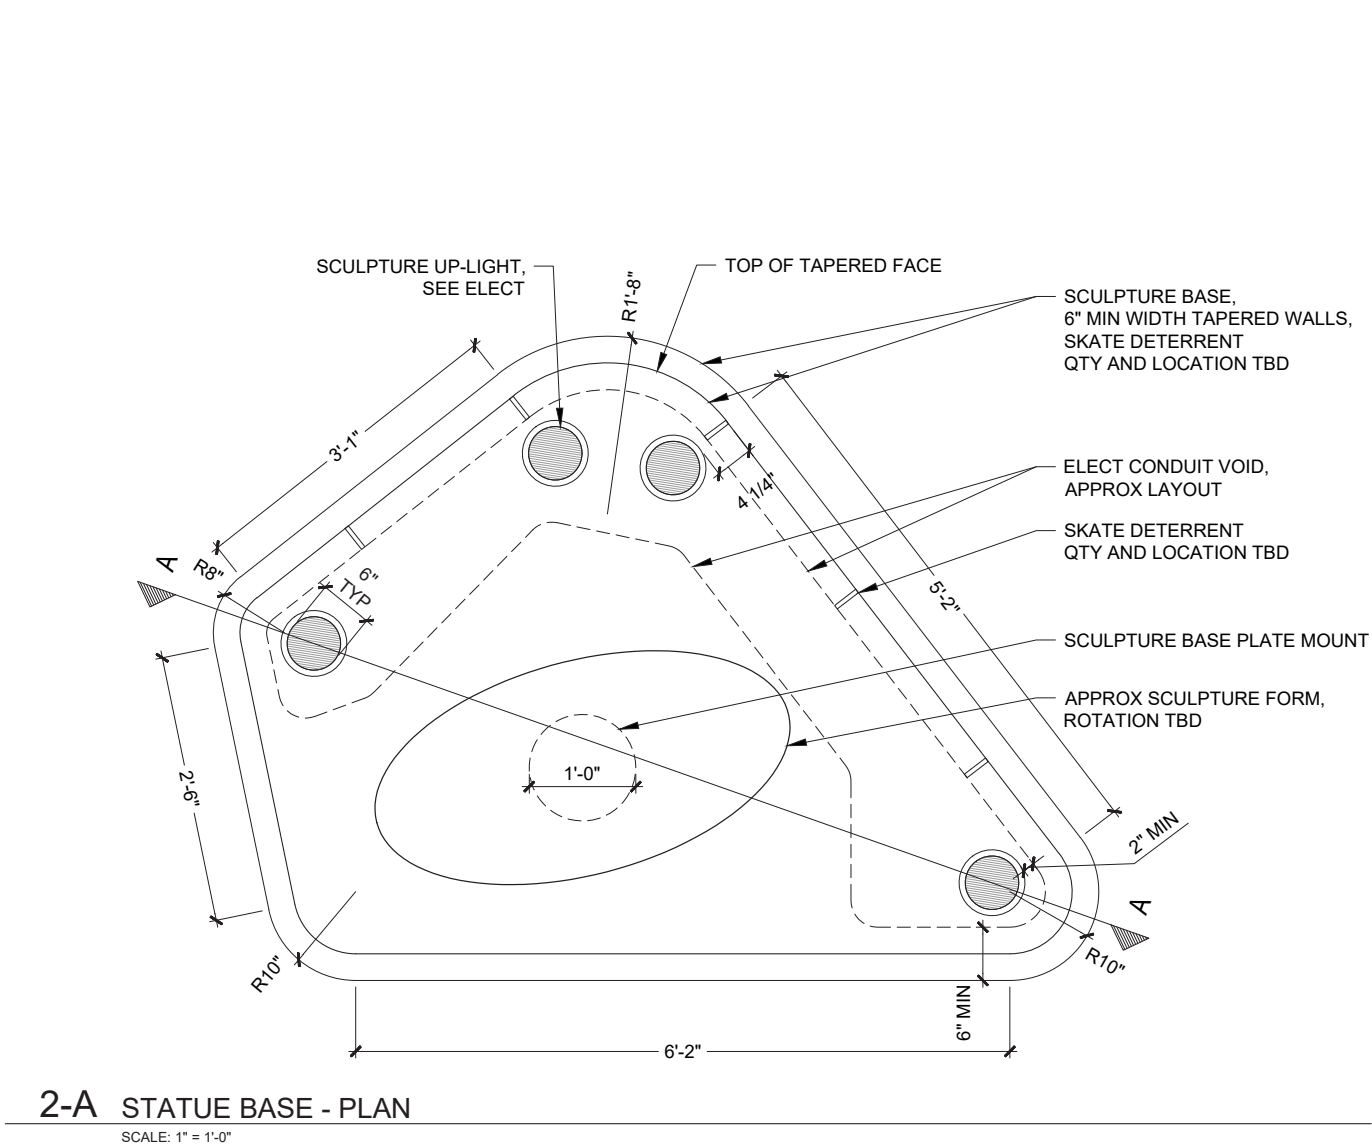 SCULPTURE UP-LIGHT,
SEE ELECT
R1'-8"
TOP OF TAPERED FACE
SCULPTURE BASE,
6" MIN WIDTH TAPERED WALLS,
SKATE DETERRENT
QTY AND LOCATION TBD
3'-1"
4 1/4"
ELECT CONDUIT VOID,
APPROX LAYOUT
SKATE DETERRENT
QTY AND LOCATION TBD
A
R8"
6"
TYP
5'-2"
SCULPTURE BASE PLATE MOUNT
APPROX SCULPTURE FORM,
ROTATION TBD
2'-6"
1'-0"
2" MIN
A
R10"
R10"
6" MIN
6'-2"
2-A STATUE BASE - PLAN
SCALE: 1" = 1'-0"